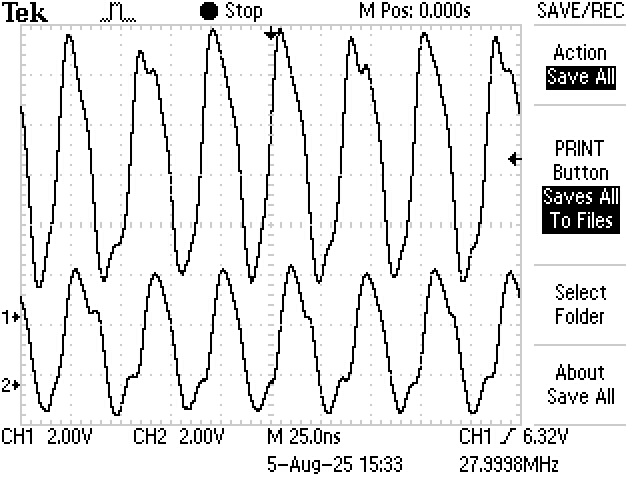 Tek Stop M Pos: 0.000s SAVE/REC
Action
Save All
PRINT
Button
Saves All
To Files
Select
Folder
About
Save All
1
2
CH1 2.00V CH2 2.00V M 25.0ns CH1 6.32V
5-Aug-25 15:33 27.9998MHz